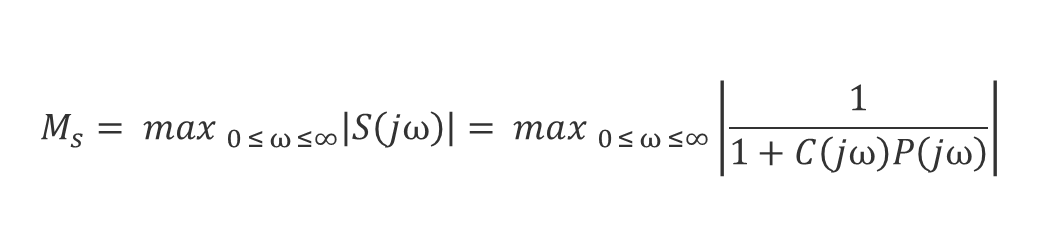 M_s = max_{0≤ω≤∞}|S(jω)| = max_{0≤ω≤∞}|1/(1 + C(jω)P(jω))|